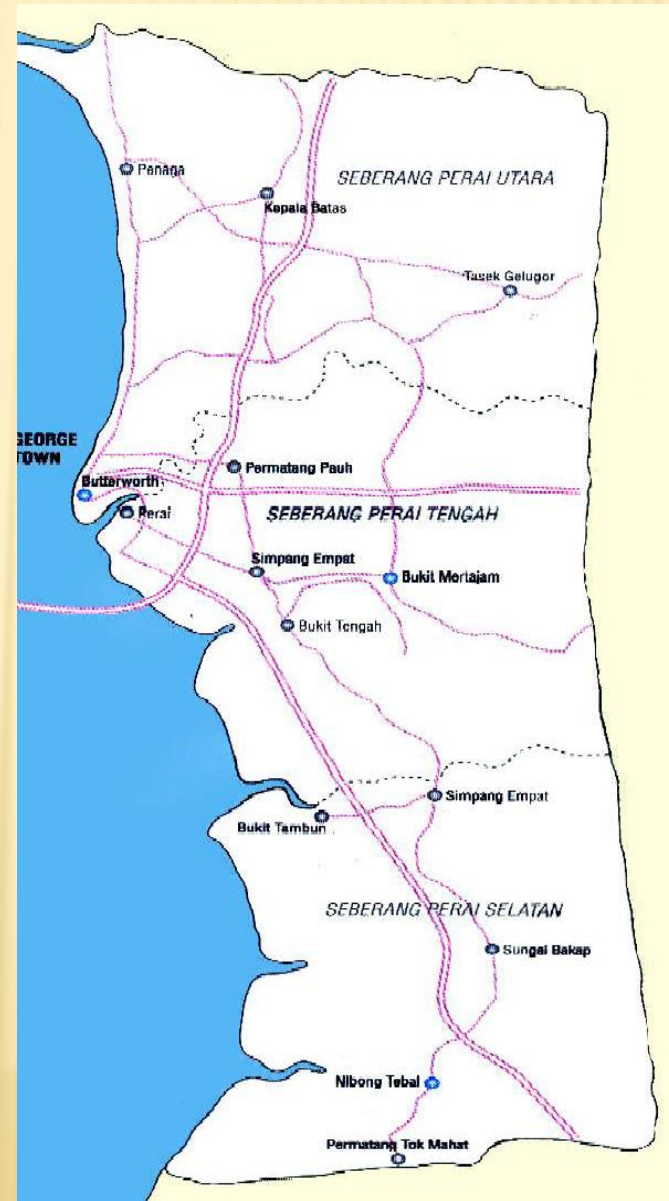 Penaga
SEBERANG PERAI UTARA
Kepala Batas
Tasek Gelugor
GEORGE
TOWN
Permatang Pauh
Butterworth
Perai
SEBERANG PERAI TENGAH
Simpang Empat
Bukit Mertajam
Bukit Tengah
Simpang Empat
Bukit Tambun
SEBERANG PERAI SELATAN
Sungai Bakap
Nibong Tebal
Permatang Tok Mahat